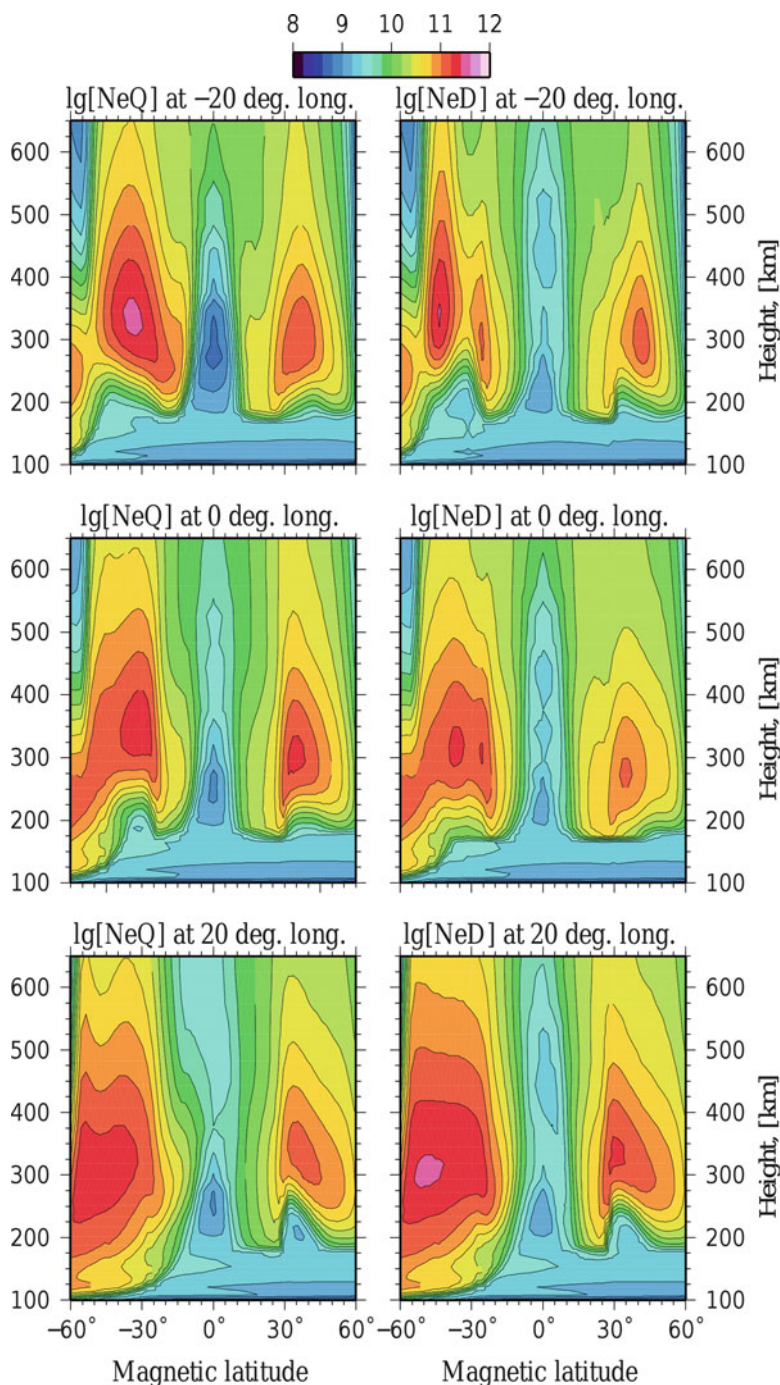 8 9 10 11 12
lg[NeQ] at −20 deg. long. lg[NeD] at −20 deg. long.
600 600
500 500
400 400
300 300
200 200
100 100
Height, [km]
lg[NeQ] at 0 deg. long. lg[NeD] at 0 deg. long.
600 600
500 500
400 400
300 300
200 200
100 100
Height, [km]
lg[NeQ] at 20 deg. long. lg[NeD] at 20 deg. long.
600 600
500 500
400 400
300 300
200 200
100 100
Height, [km]
−60° −30° 0° 30° 60° −30° 0° 30° 60°
Magnetic latitude Magnetic latitude